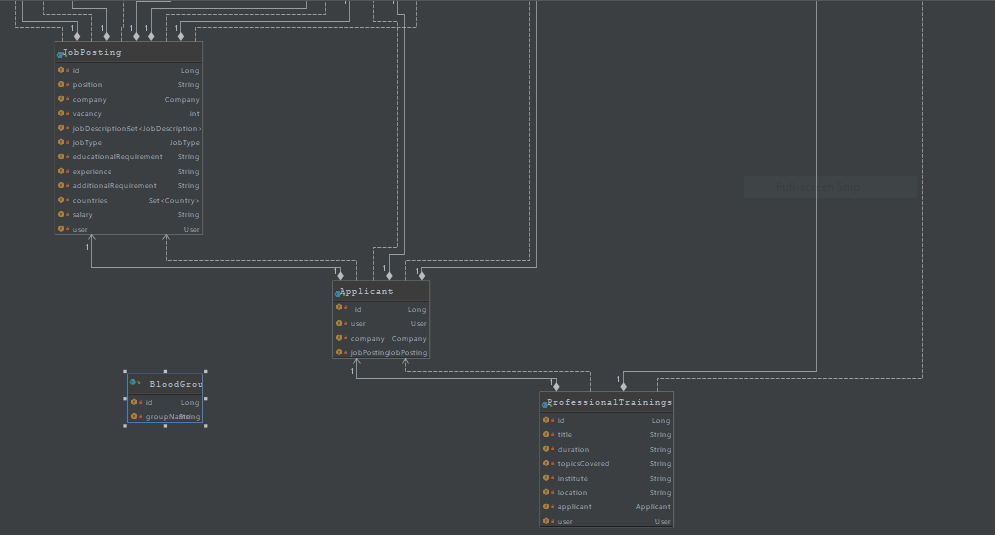 1
1
1
1
1
JobPosting
id Long
position String
company Company
vacancy int
jobDescriptionSet<JobDescription>
jobType JobType
educationalRequirement String
experience String
additionalRequirement String
countries Set<Country>
salary String
user User
1
1
1
1
Applicant
id Long
user User
company Company
jobPosting JobPosting
1
1
1
BloodGrou
id Long
groupName String
ProfessionalTrainings
id Long
title String
duration String
topicsCovered String
institute String
location String
applicant Applicant
user User